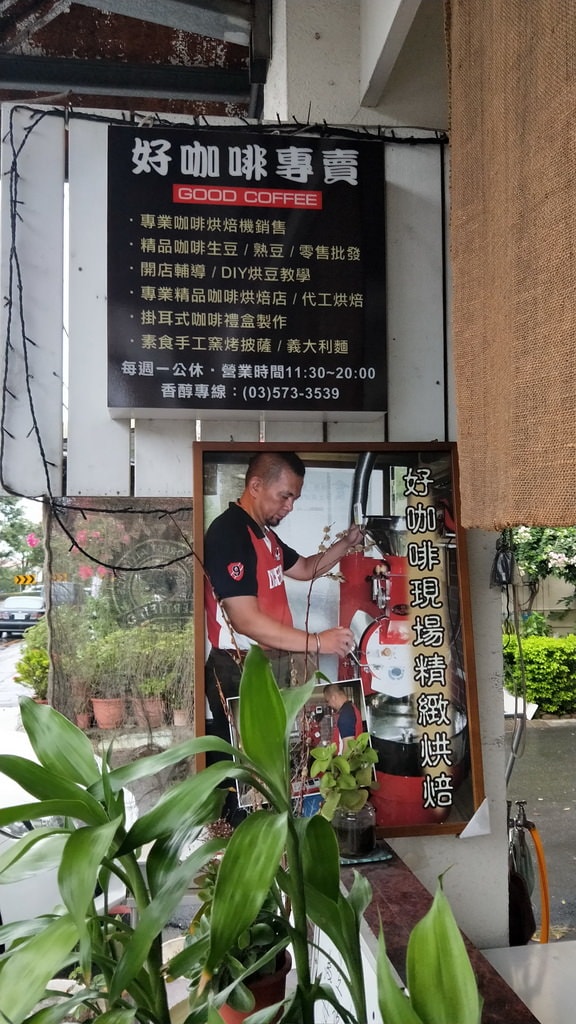 好咖啡專賣
GOOD COFFEE
·專業咖啡烘焙機銷售
·精品咖啡生豆/熟豆/零售批發
·開店輔導/DIY烘豆教學
·專業精品咖啡烘焙店/代工烘焙
·掛耳式咖啡禮盒製作
·素食手工窯烤披薩/義大利麵
每週一公休·營業時間11:30~20:00
香醇專線：(03)573-3539
好咖啡現場精緻烘焙